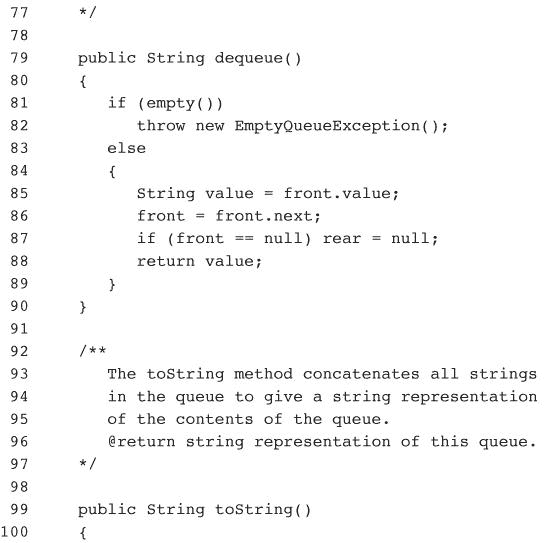 77      */
78
79      public String dequeue()
80      {
81         if (empty())
82            throw new EmptyQueueException();
83         else
84         {
85            String value = front.value;
86            front = front.next;
87            if (front == null) rear = null;
88            return value;
89         }
90      }
91
92      /**
93         The toString method concatenates all strings
94         in the queue to give a string representation
95         of the contents of the queue.
96         @return string representation of this queue.
97      */
98
99      public String toString()
100     {